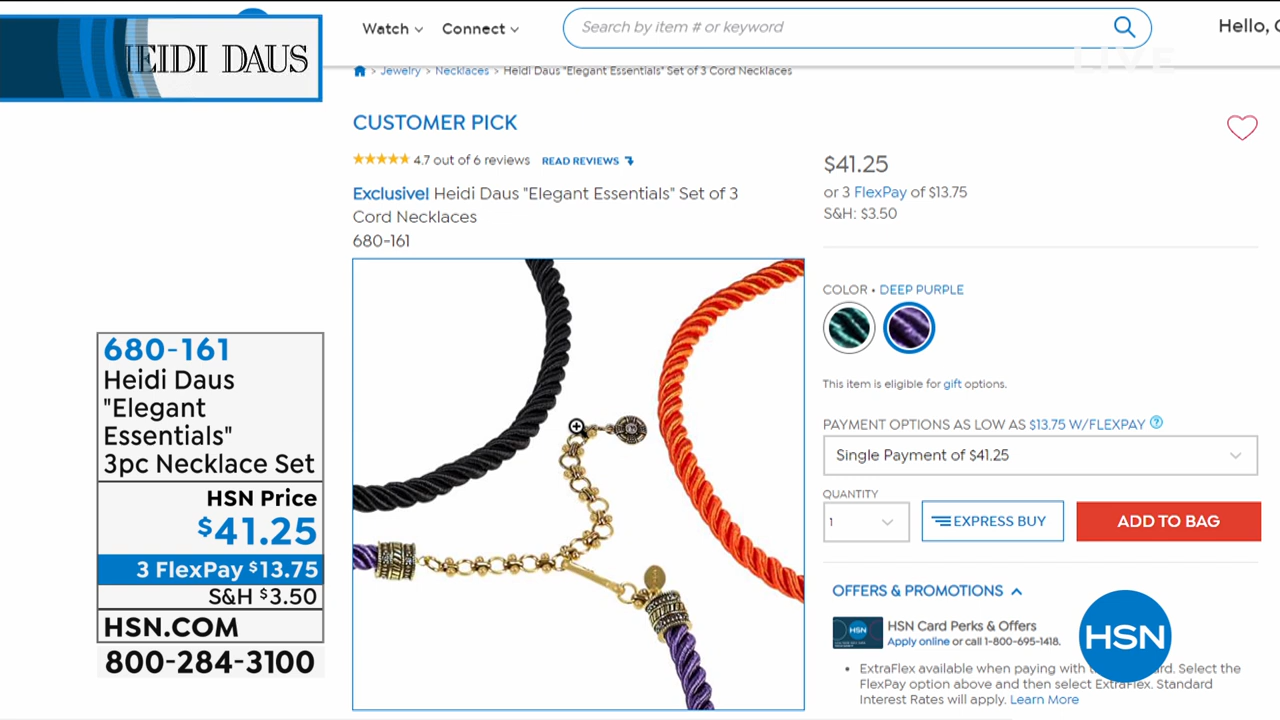 HEIDI DAUS
Watch
Connect
Search by item # or keyword
Hello,
LIVE
> Jewelry > Necklaces > Heidi Daus "Elegant Essentials" Set of 3 Cord Necklaces
CUSTOMER PICK
4.7 out of 6 reviews READ REVIEWS
Exclusive! Heidi Daus "Elegant Essentials" Set of 3
Cord Necklaces
680-161
$41.25
or 3 FlexPay of $13.75
S&H: $3.50
COLOR • DEEP PURPLE
This item is eligible for gift options.
PAYMENT OPTIONS AS LOW AS $13.75 W/FLEXPAY ?
Single Payment of $41.25
QUANTITY
1
EXPRESS BUY
ADD TO BAG
OFFERS & PROMOTIONS
HSN
HSN Card Perks & Offers
Apply online or call 1-800-695-1418.
• ExtraFlex available when paying with Card. Select the
FlexPay option above and then select ExtraFlex. Standard
Interest Rates will apply. Learn More
HSN
680-161
Heidi Daus
"Elegant
Essentials"
3pc Necklace Set
HSN Price
$41.25
3 FlexPay $13.75
S&H $3.50
HSN.COM
800-284-3100